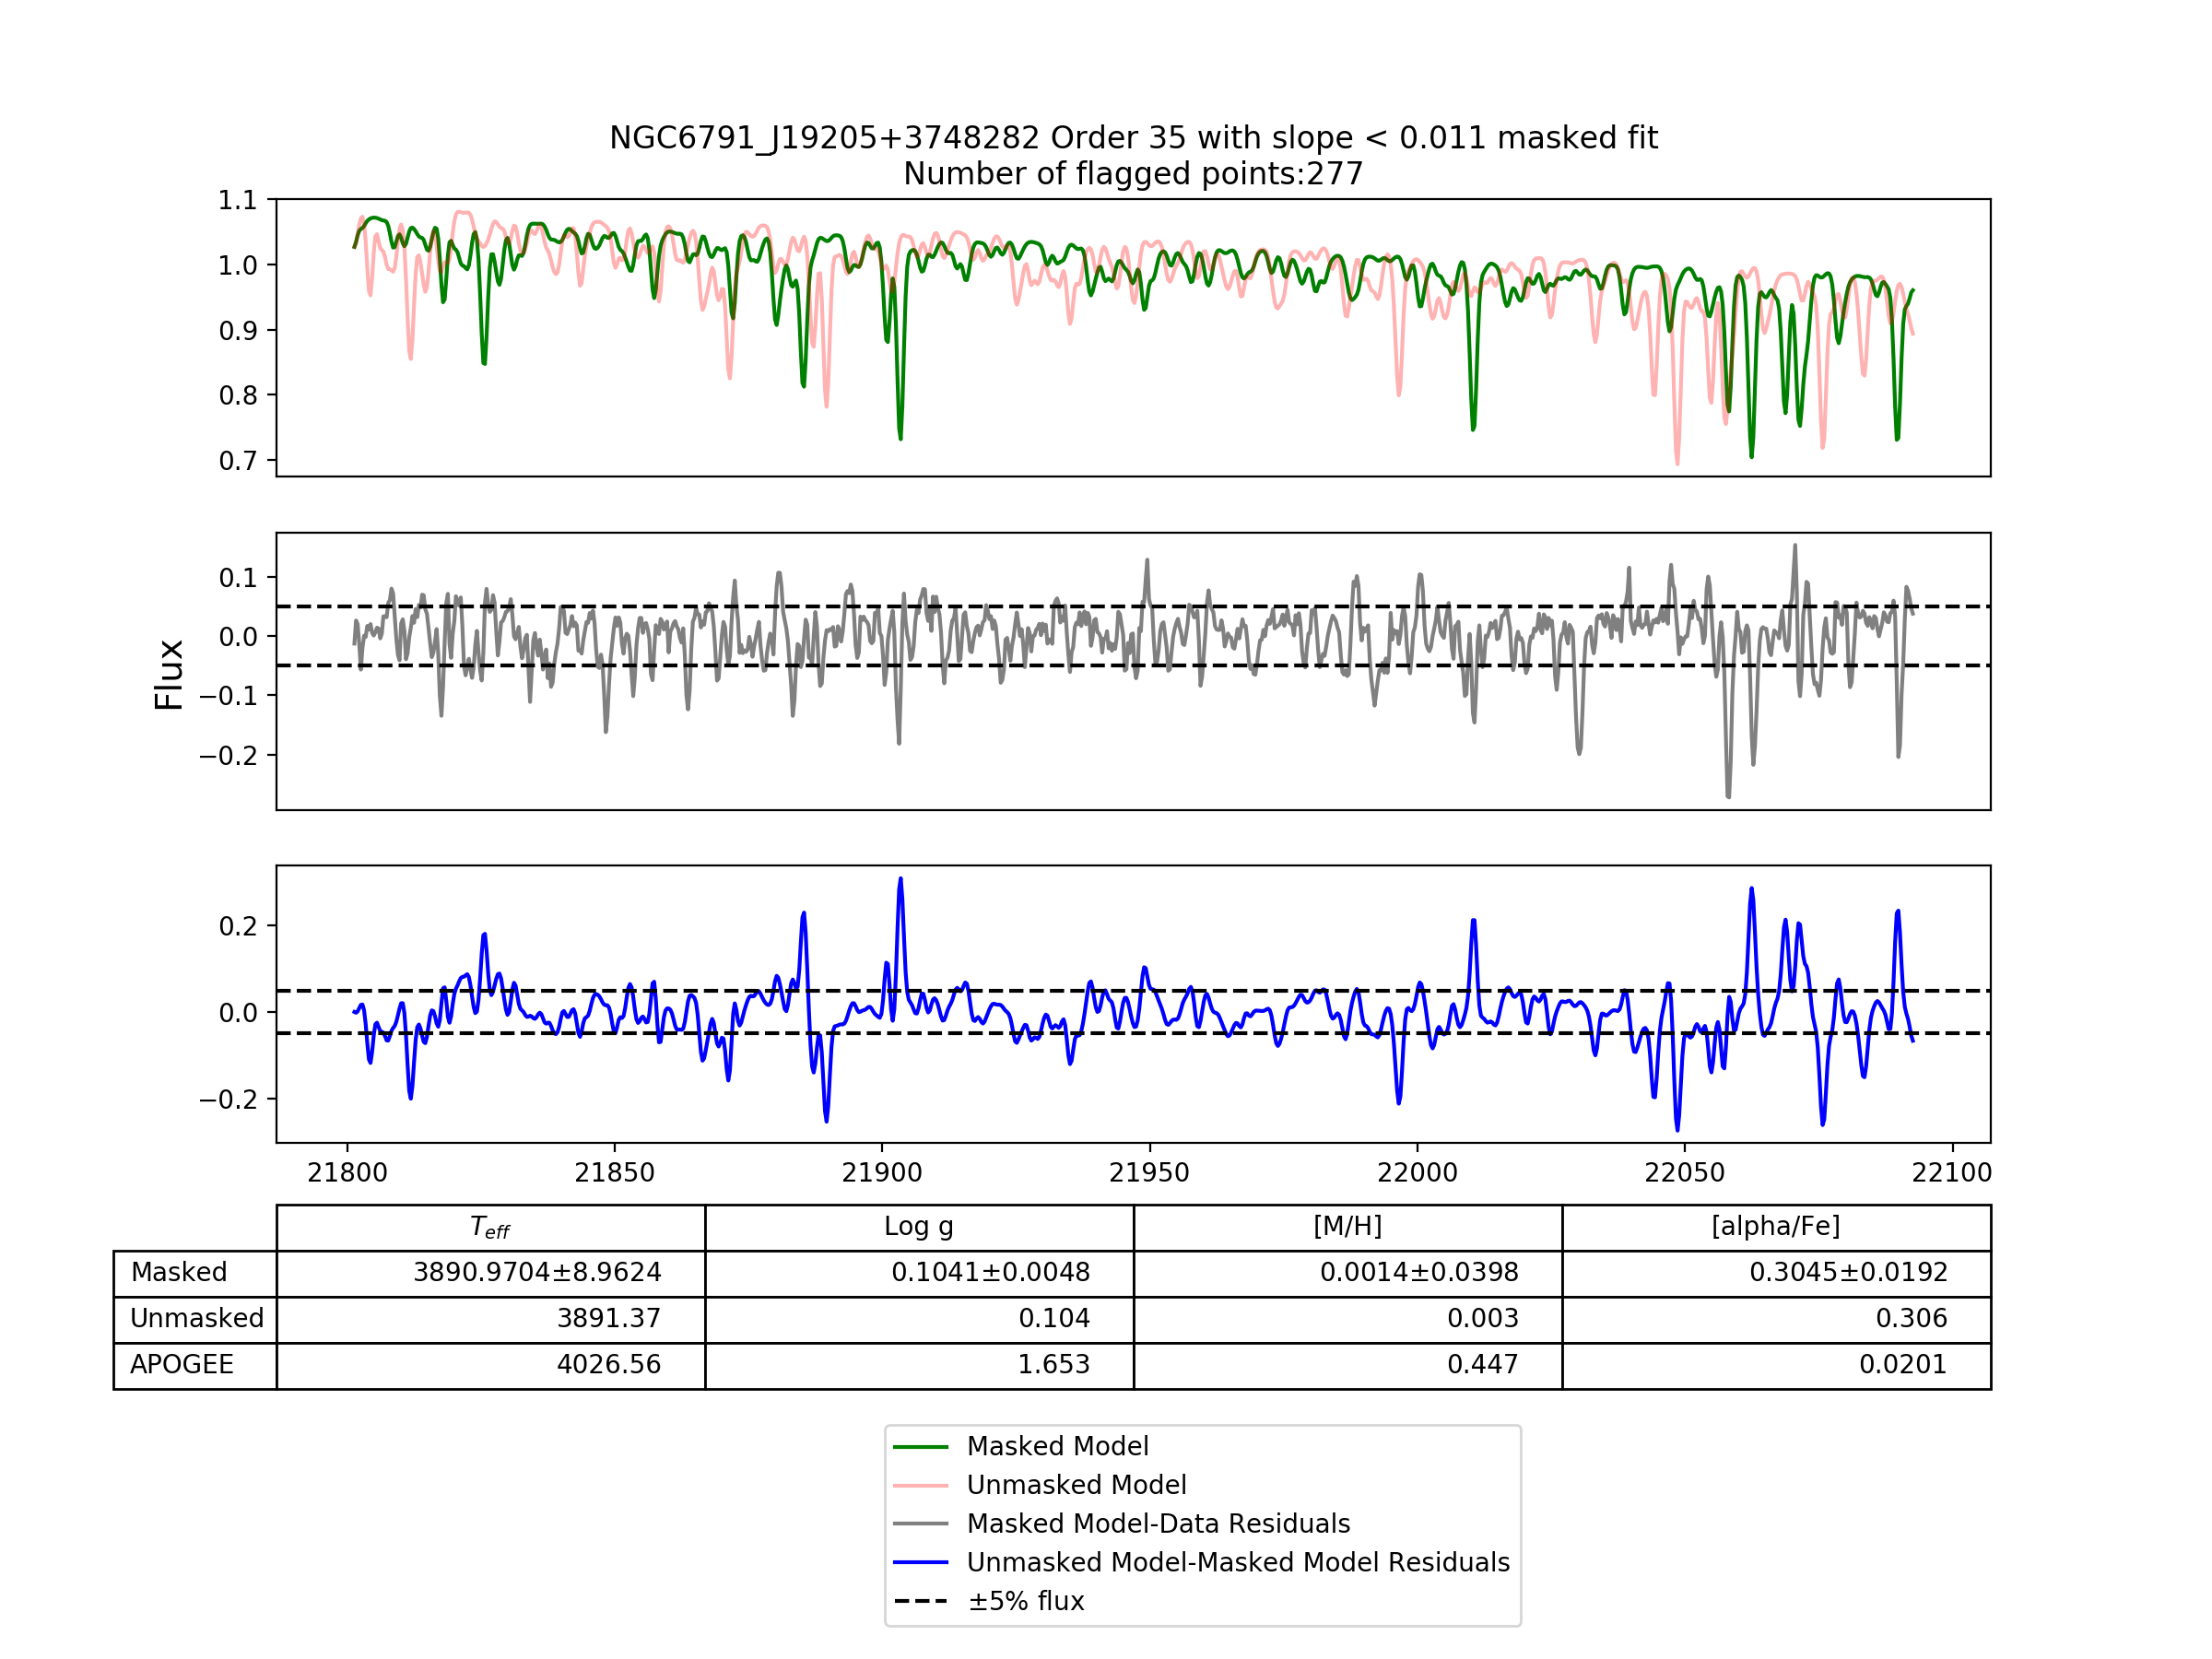 NGC6791_J19205+3748282 Order 35 with slope < 0.011 masked fit
Number of flagged points:277
1.1
1.0
0.9
0.8
0.7
0.1
0.0
−0.1
−0.2
Flux
0.2
0.0
−0.2
21800 21850 21900 21950 22000 22050 22100
T_eff Log g [M/H] [alpha/Fe]
Masked 3890.9704±8.9624 0.1041±0.0048 0.0014±0.0398 0.3045±0.0192
Unmasked 3891.37 0.104 0.003 0.306
APOGEE 4026.56 1.653 0.447 0.0201
Masked Model
Unmasked Model
Masked Model-Data Residuals
Unmasked Model-Masked Model Residuals
±5% flux